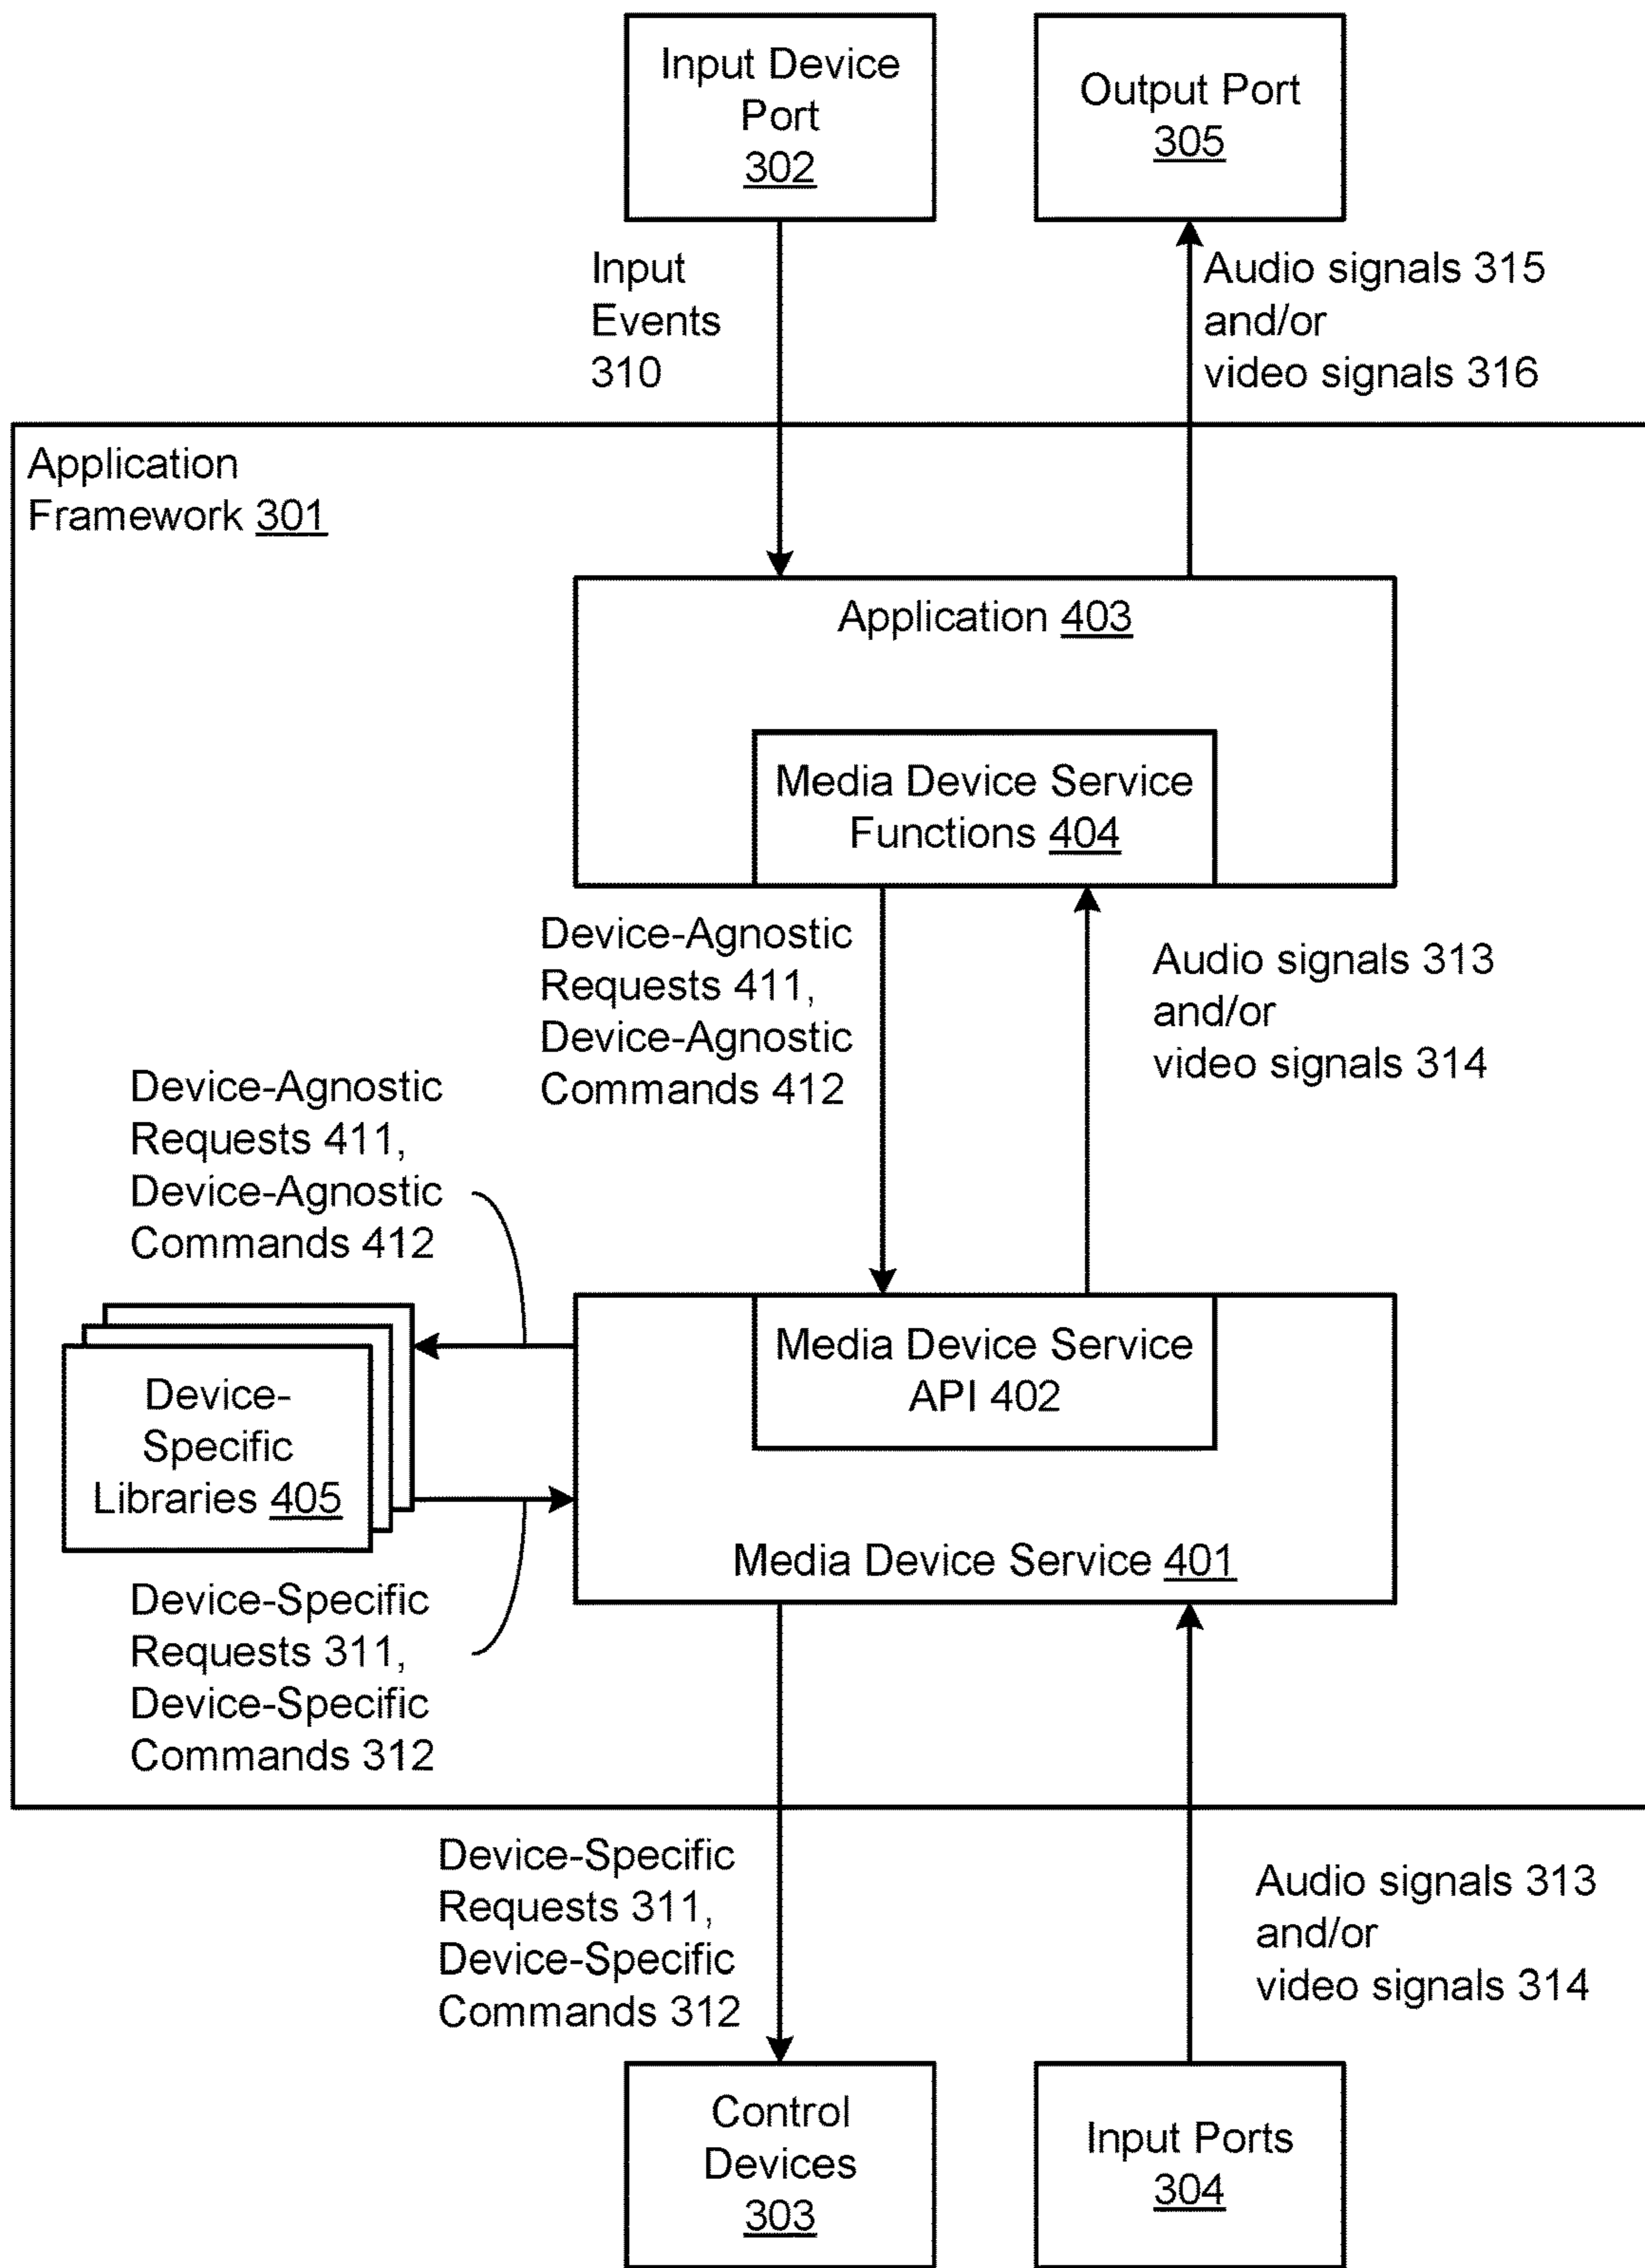 Input Device
Port
302
Output Port
305
Input
Events
310
Audio signals 315
and/or
video signals 316
Application
Framework 301
Application 403
Media Device Service
Functions 404
Device-Agnostic
Requests 411,
Device-Agnostic
Commands 412
Audio signals 313
and/or
video signals 314
Device-Agnostic
Requests 411,
Device-Agnostic
Commands 412
Media Device Service
API 402
Device-
Specific
Libraries 405
Media Device Service 401
Device-Specific
Requests 311,
Device-Specific
Commands 312
Device-Specific
Requests 311,
Device-Specific
Commands 312
Audio signals 313
and/or
video signals 314
Control
Devices
303
Input Ports
304